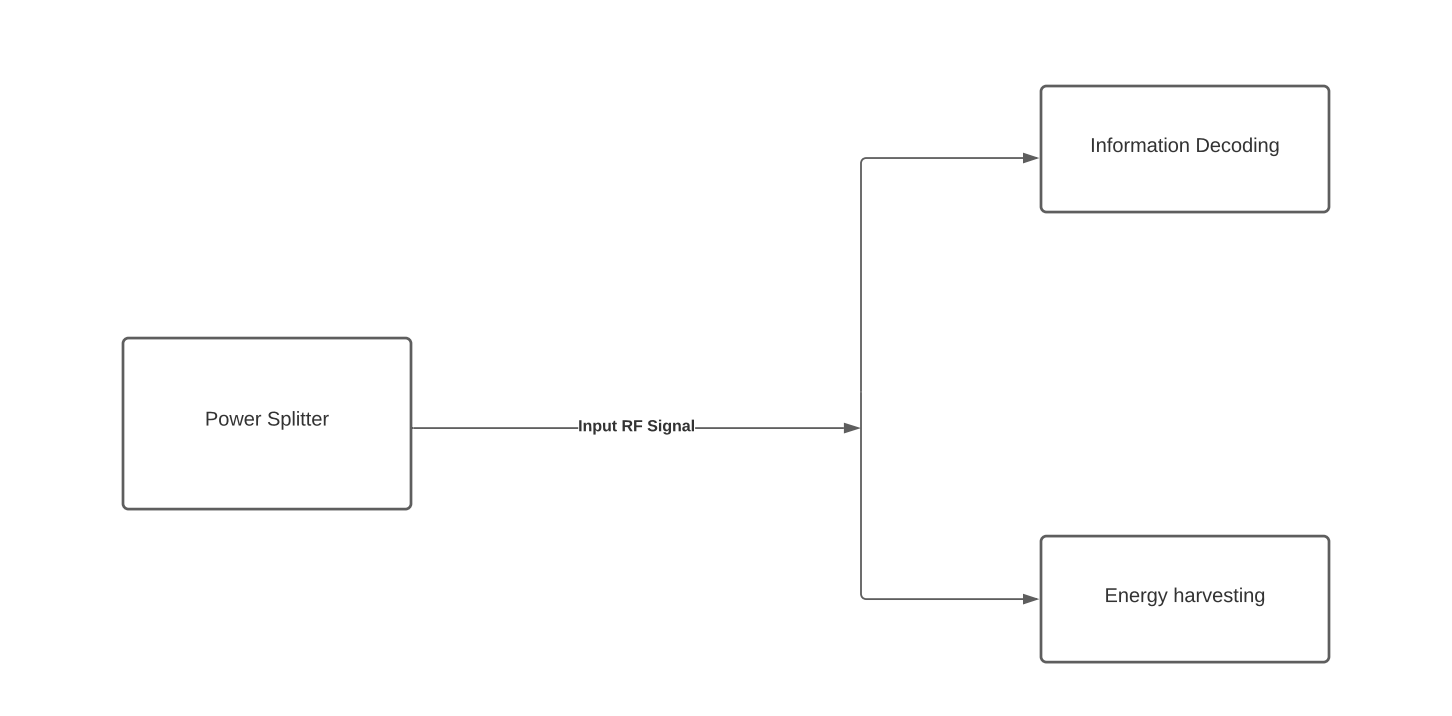 Information Decoding
Power Splitter
Input RF Signal
Energy harvesting